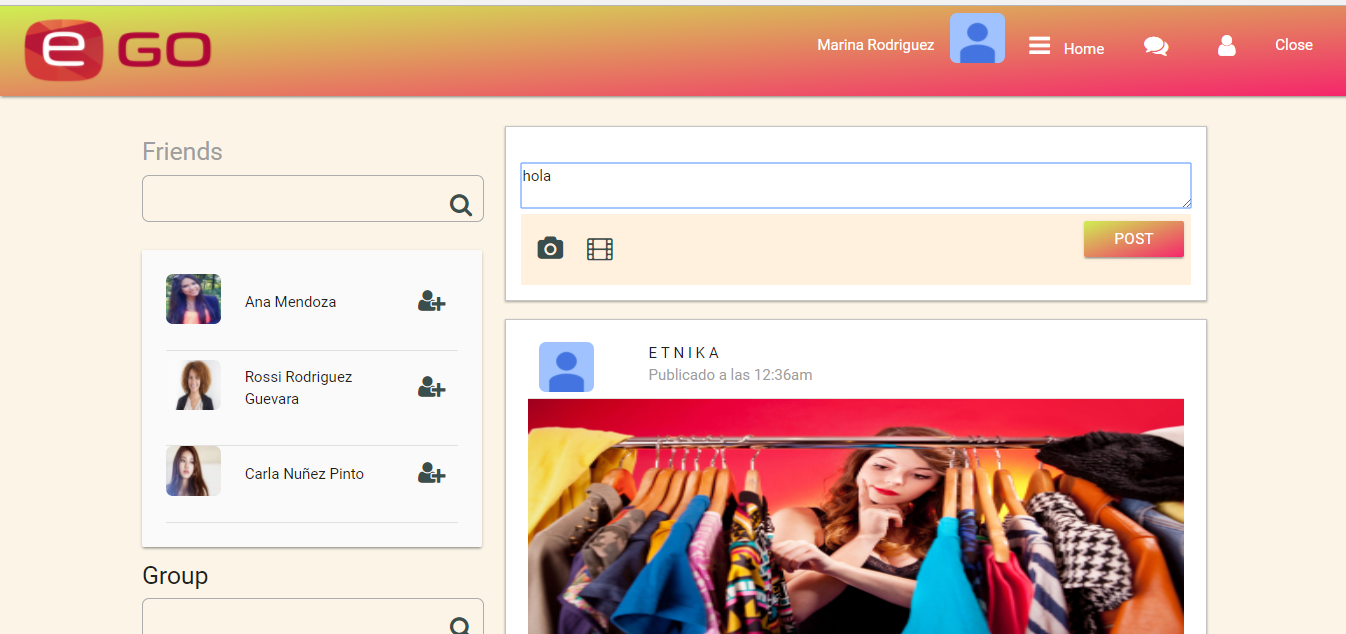 e GO
Marina Rodriguez
Home
Close
Friends
Ana Mendoza
Rossi Rodriguez
Guevara
Carla Nuñez Pinto
Group
hola
POST
ETNIKA
Publicado a las 12:36am